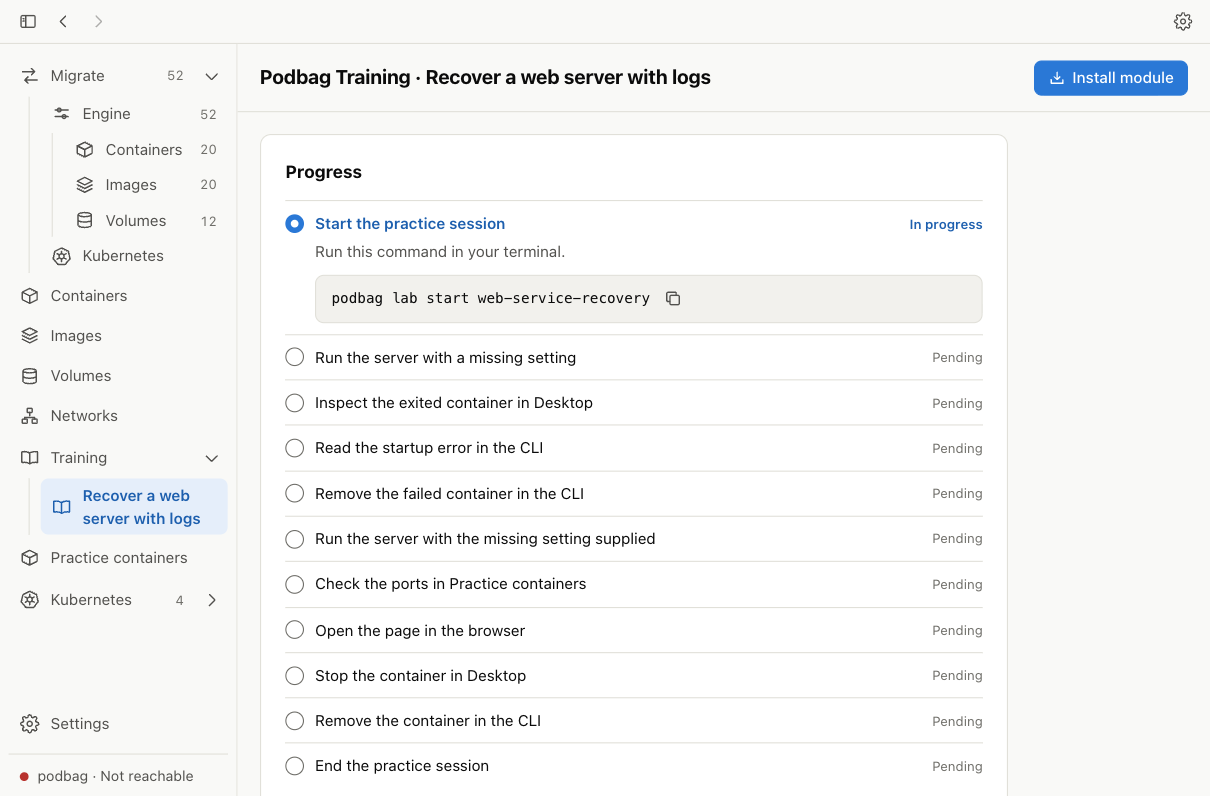 Migrate 52
Engine 52
Containers 20
Images 20
Volumes 12
Kubernetes
Containers
Images
Volumes
Networks
Training
Recover a web
server with logs
Practice containers
Kubernetes 4
Settings
podbag · Not reachable
Podbag Training · Recover a web server with logs
Install module
Progress
Start the practice session In progress
Run this command in your terminal.
podbag lab start web-service-recovery
Run the server with a missing setting Pending
Inspect the exited container in Desktop Pending
Read the startup error in the CLI Pending
Remove the failed container in the CLI Pending
Run the server with the missing setting supplied Pending
Check the ports in Practice containers Pending
Open the page in the browser Pending
Stop the container in Desktop Pending
Remove the container in the CLI Pending
End the practice session Pending